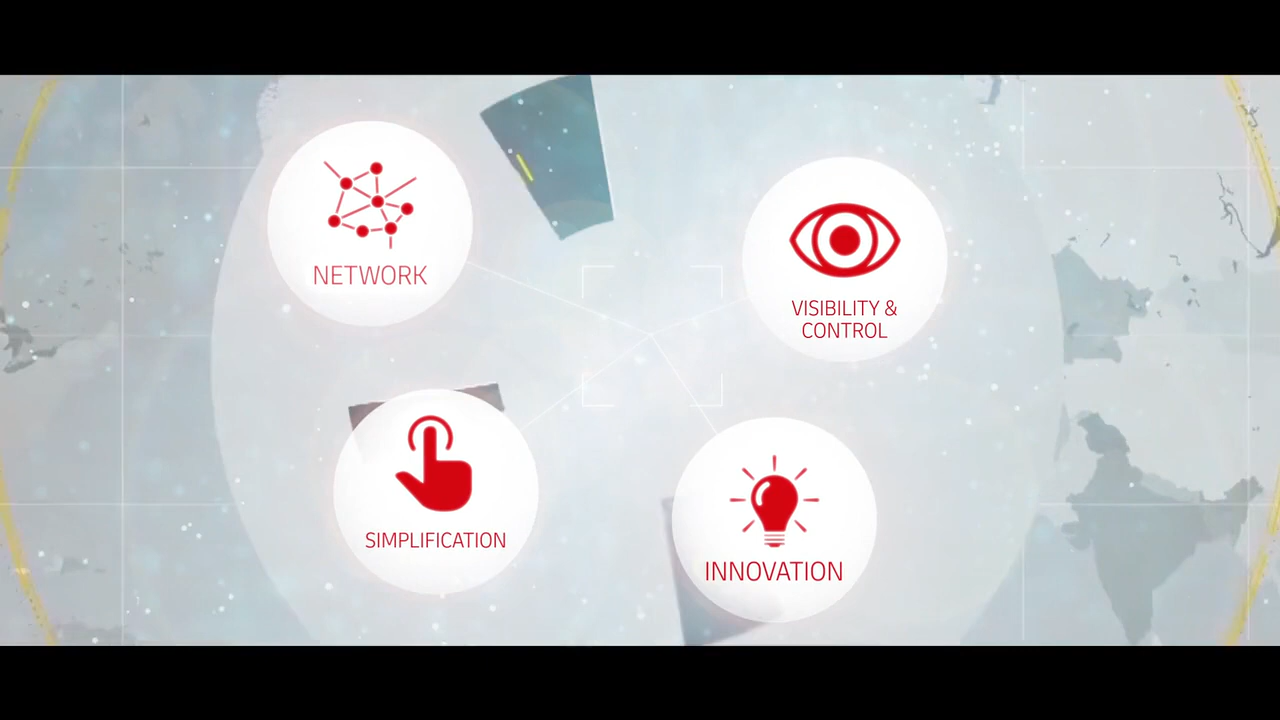 NETWORK
VISIBILITY &
CONTROL
SIMPLIFICATION
INNOVATION